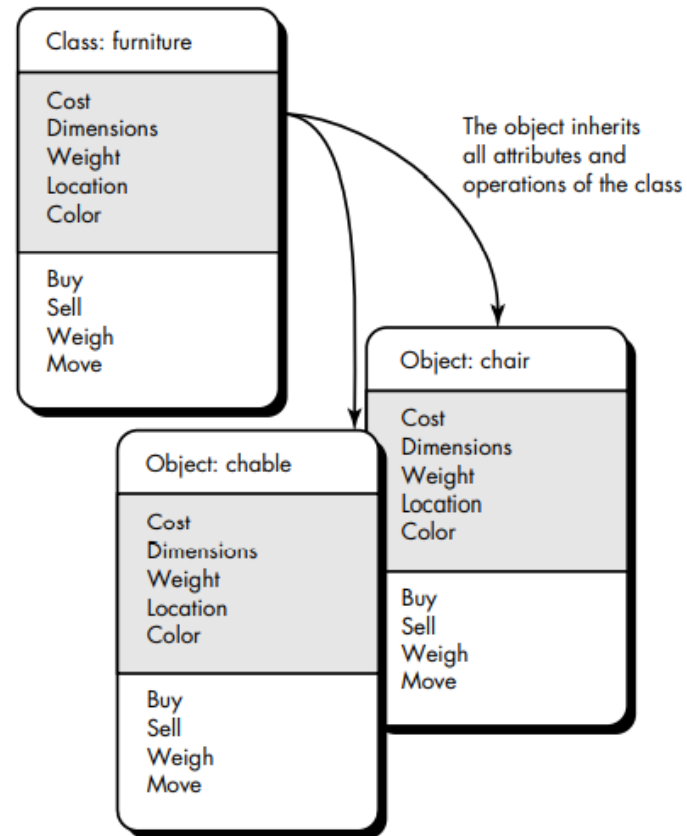 Class: furniture
Cost
Dimensions
Weight
Location
Color
Buy
Sell
Weigh
Move
The object inherits
all attributes and
operations of the class
Object: chair
Cost
Dimensions
Weight
Location
Color
Buy
Sell
Weigh
Move
Object: chable
Cost
Dimensions
Weight
Location
Color
Buy
Sell
Weigh
Move